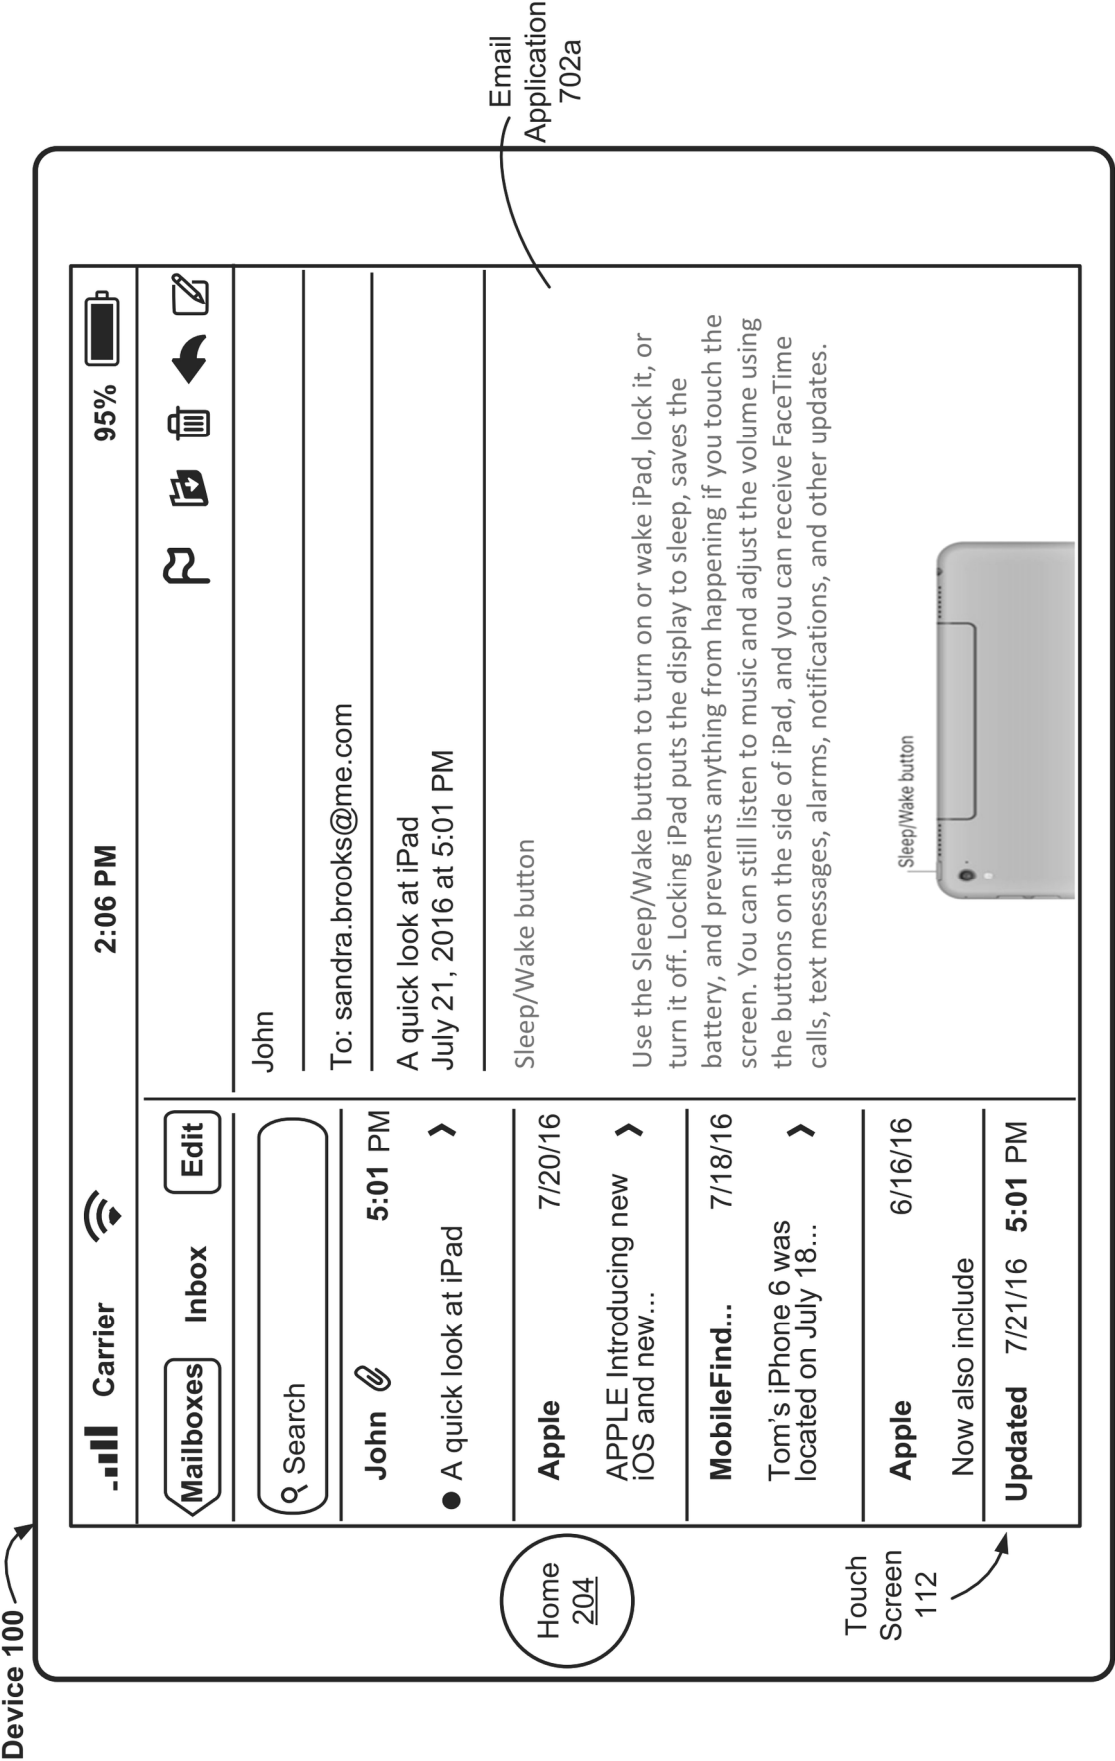 Device 100
Carrier
2:06 PM
95%
Mailboxes
Inbox
Edit
Search
John
5:01 PM
A quick look at iPad
Apple
7/20/16
APPLE Introducing new
iOS and new...
MobileFind...
7/18/16
Tom's iPhone 6 was
located on July 18...
Apple
6/16/16
Now also include
Updated 7/21/16 5:01 PM
John
To: sandra.brooks@me.com
A quick look at iPad
July 21, 2016 at 5:01 PM
Sleep/Wake button
Use the Sleep/Wake button to turn on or wake iPad, lock it, or
turn it off. Locking iPad puts the display to sleep, saves the
battery, and prevents anything from happening if you touch the
screen. You can still listen to music and adjust the volume using
the buttons on the side of iPad, and you can receive FaceTime
calls, text messages, alarms, notifications, and other updates.
Sleep/Wake button
Home
204
Touch
Screen
112
Email
Application
702a